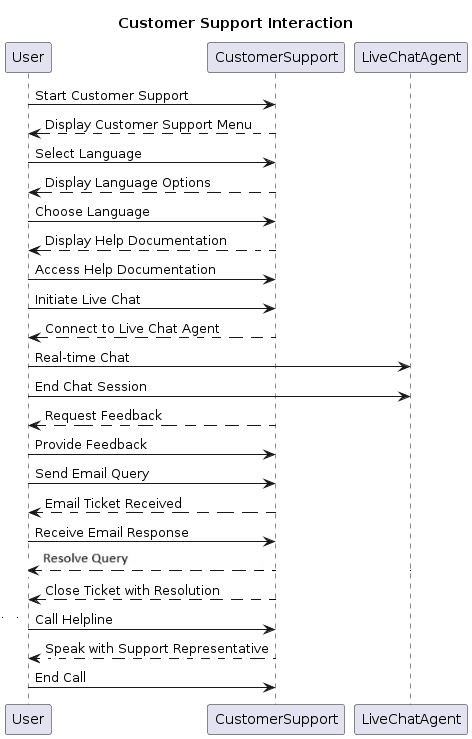 Customer Support Interaction
User CustomerSupport LiveChatAgent
Start Customer Support
Display Customer Support Menu
Select Language
Display Language Options
Choose Language
Display Help Documentation
Access Help Documentation
Initiate Live Chat
Connect to Live Chat Agent
Real-time Chat
End Chat Session
Request Feedback
Provide Feedback
Send Email Query
Email Ticket Received
Receive Email Response
Resolve Query
Close Ticket with Resolution
Call Helpline
Speak with Support Representative
End Call
User CustomerSupport LiveChatAgent